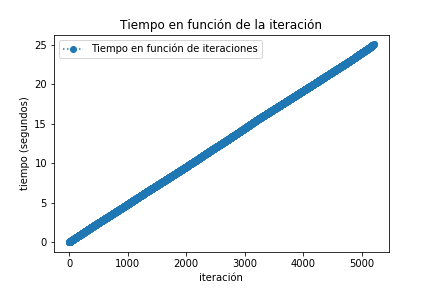 Tiempo en función de la iteración
Tiempo en función de iteraciones
tiempo (segundos)
25
20
15
10
5
0
0 1000 2000 3000 4000 5000
iteración